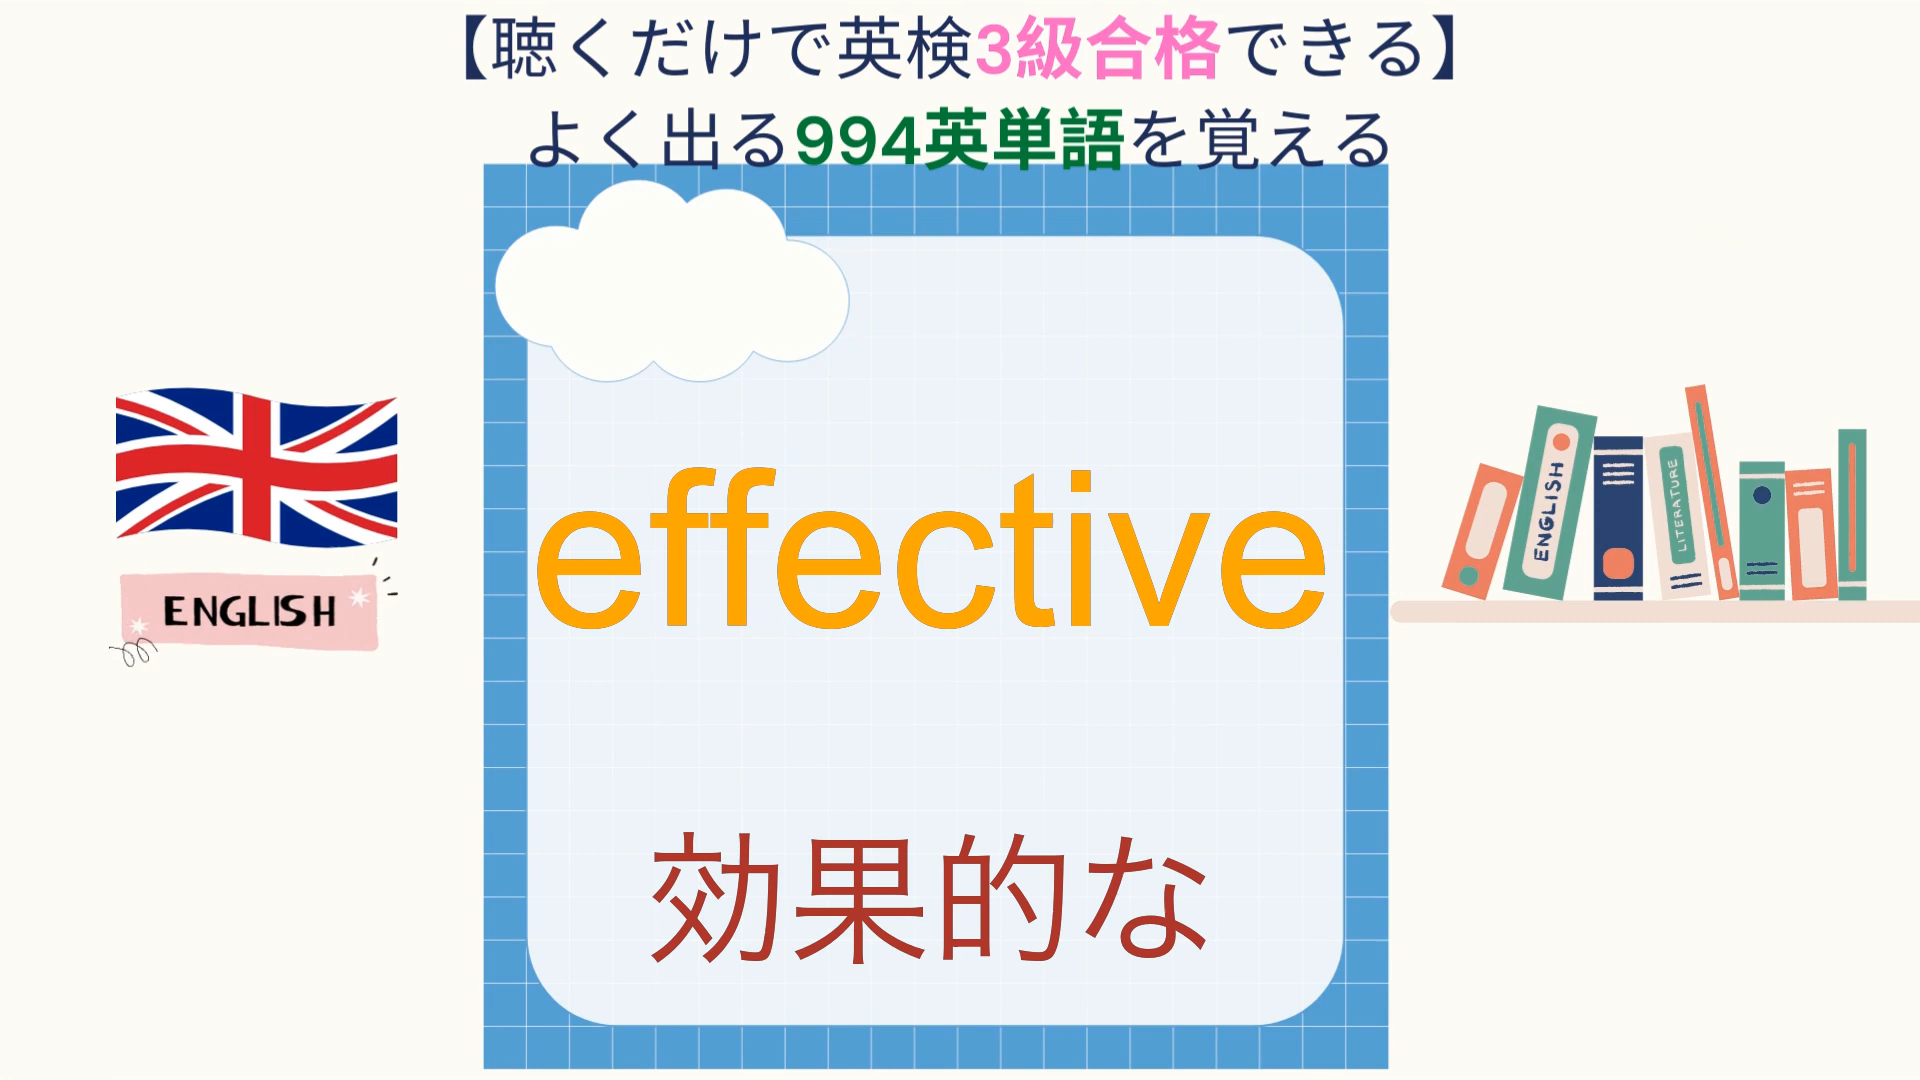 【聴くだけで英検3級合格できる】
よく出る994英単語を覚える
effective
効果的な
ENGLISH
ENGLISH
LITERATURE